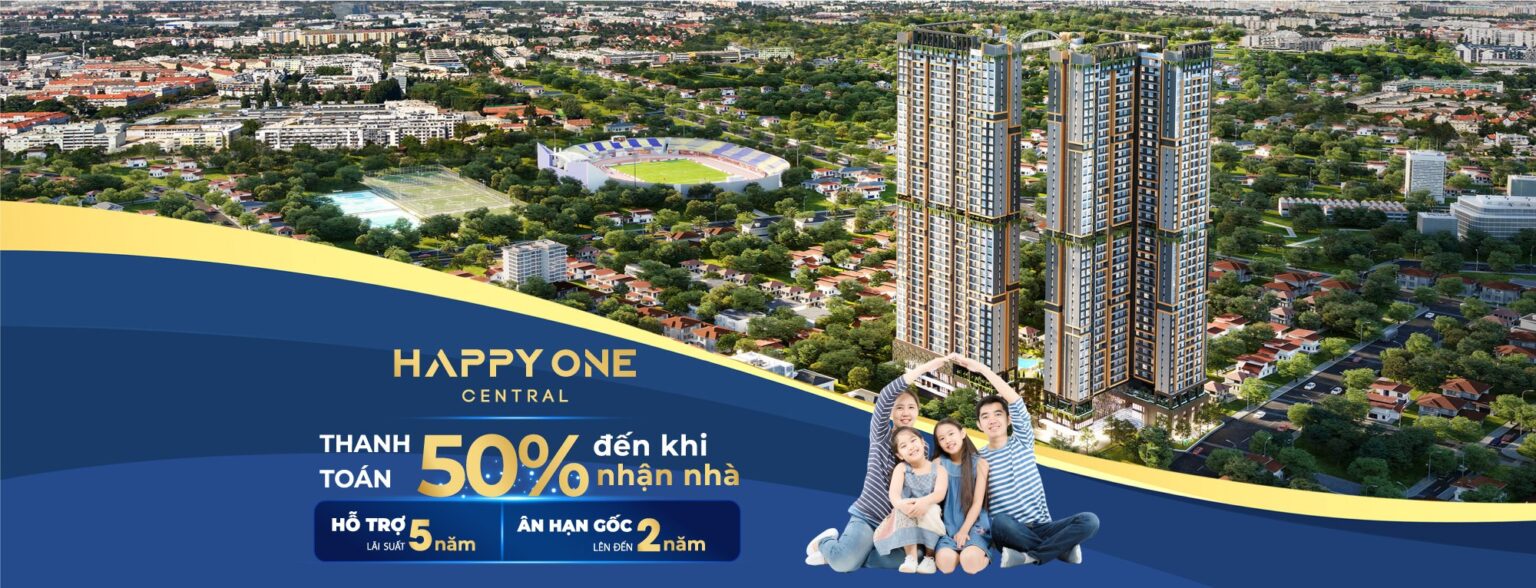 HAPPY ONE
CENTRAL
THANH TOÁN 50% đến khi nhận nhà
HỖ TRỢ LÃI SUẤT 5 năm
ÂN HẠN GỐC LÊN ĐẾN 2 năm